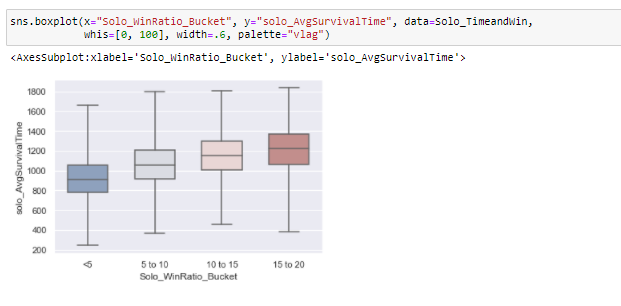 sns.boxplot(x="Solo_WinRatio_Bucket", y="solo_AvgSurvivalTime", data=Solo_TimeandWin,
whis=[0, 100], width=.6, palette="vlag")
<AxesSubplot:xlabel='Solo_WinRatio_Bucket', ylabel='solo_AvgSurvivalTime'>
1800
1600
1400
1200
1000
800
600
400
200
solo_AvgSurvivalTime
<5 5 to 10 10 to 15 15 to 20
Solo_WinRatio_Bucket